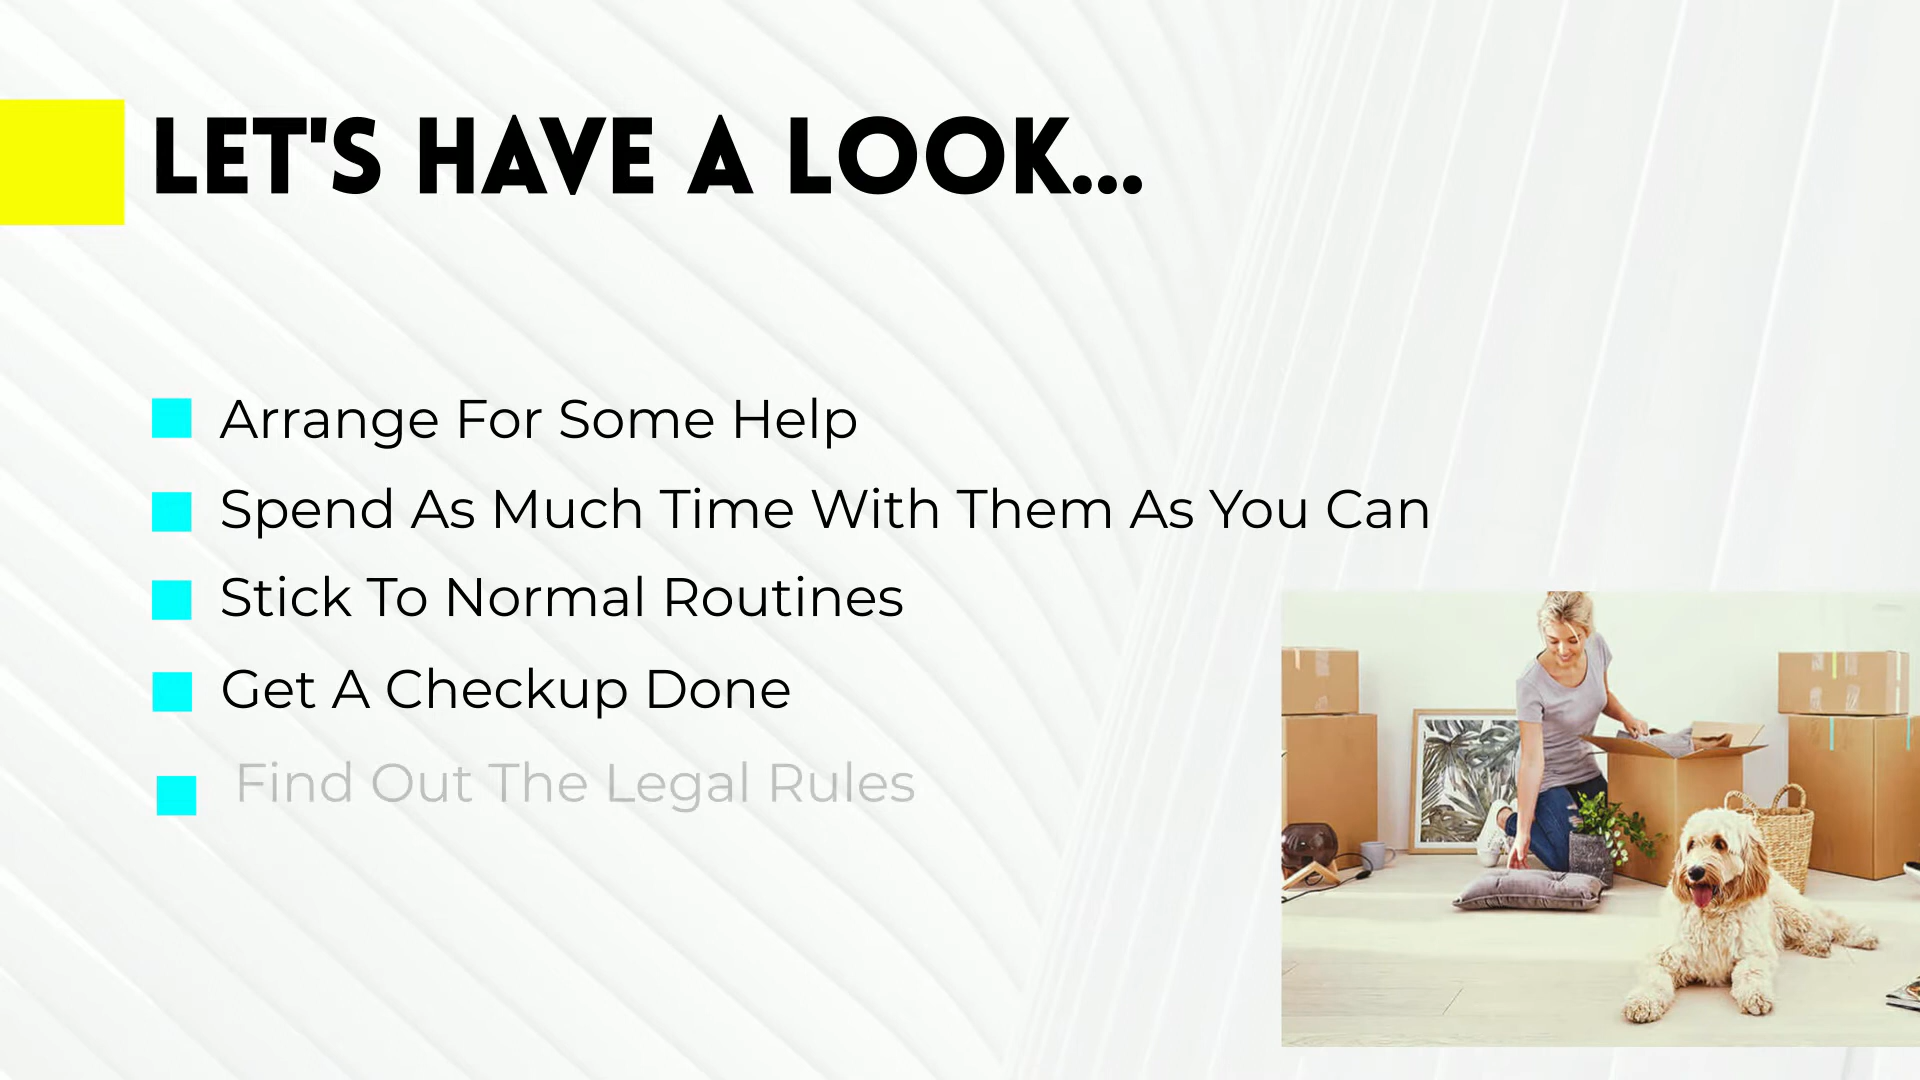 LET'S HAVE A LOOK...
Arrange For Some Help
Spend As Much Time With Them As You Can
Stick To Normal Routines
Get A Checkup Done
Find Out The Legal Rules